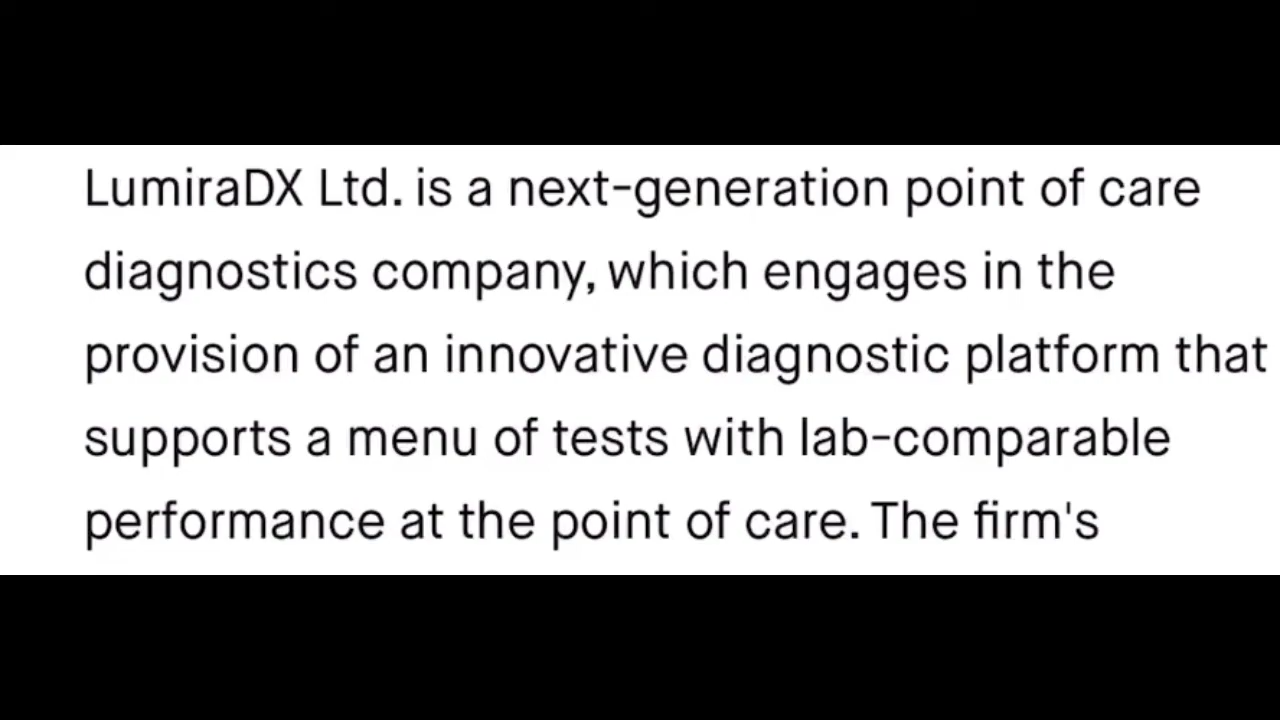 LumiraDX Ltd. is a next-generation point of care
diagnostics company, which engages in the
provision of an innovative diagnostic platform that
supports a menu of tests with lab-comparable
performance at the point of care. The firm's